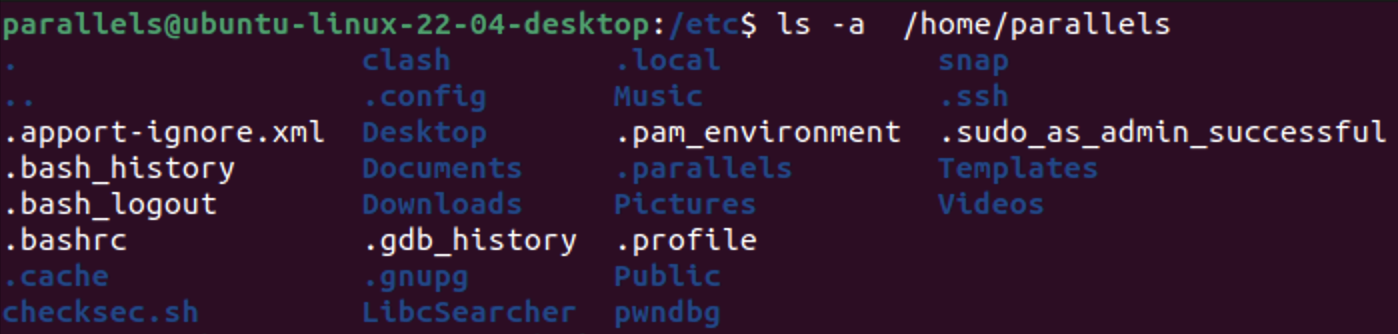 parallels@ubuntu-linux-22-04-desktop:/etc$ ls -a  /home/parallels
.                    clash          .local            snap
..                   .config        Music             .ssh
.apport-ignore.xml   Desktop        .pam_environment  .sudo_as_admin_successful
.bash_history        Documents      .parallels        Templates
.bash_logout         Downloads      Pictures          Videos
.bashrc              .gdb_history   .profile
.cache               .gnupg         Public
checksec.sh          LibcSearcher   pwndbg